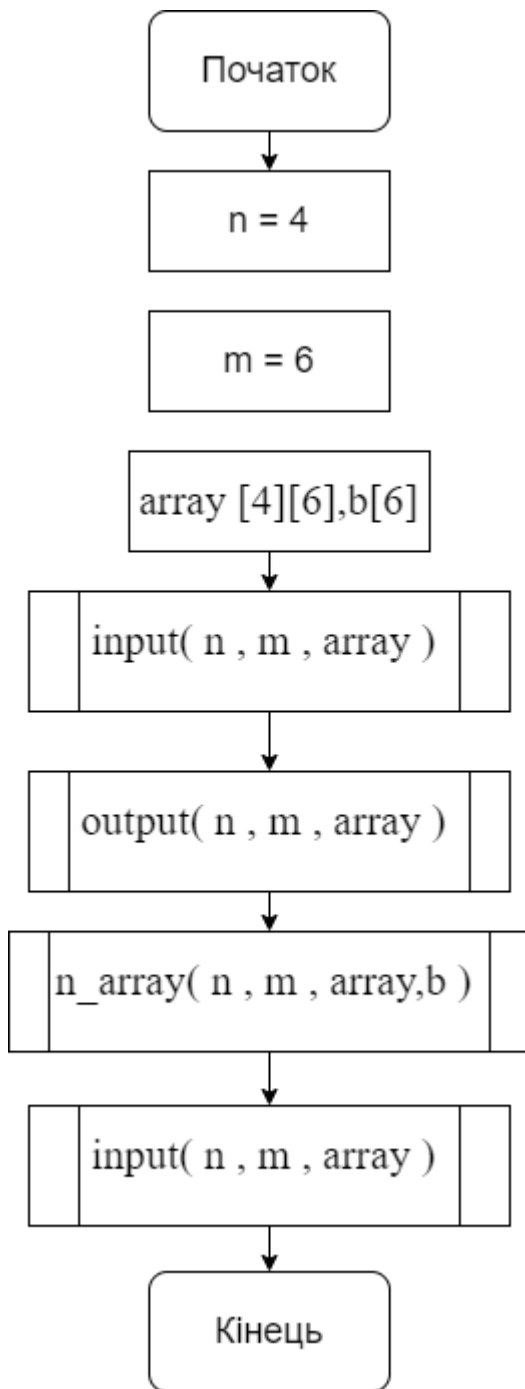 Початок
n = 4
m = 6
array [4][6],b[6]
input( n , m , array )
output( n , m , array )
n_array( n , m , array,b )
input( n , m , array )
Кінець